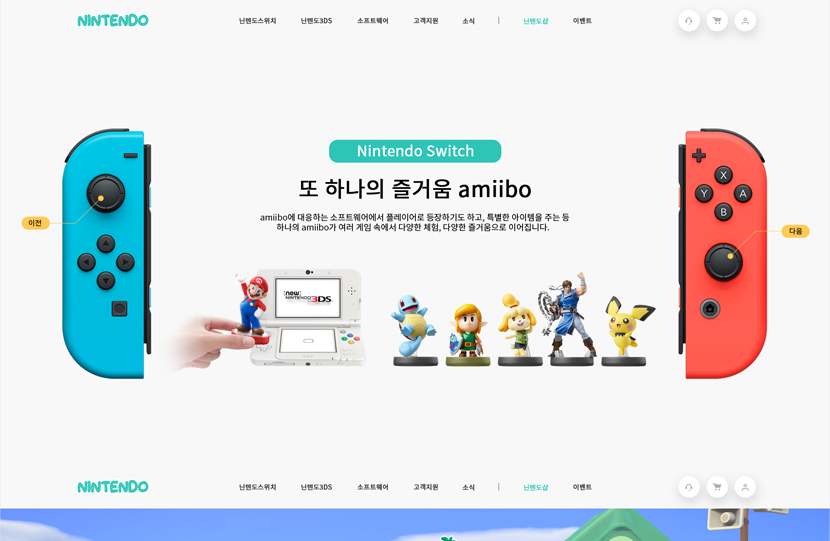 NINTENDO
닌텐도스위치 닌텐도3DS 소프트웨어 고객지원 소식 | 닌텐도샵 이벤트
Nintendo Switch
또 하나의 즐거움 amiibo
amiibo에 대응하는 소프트웨어에서 플레이어로 등장하기도 하고, 특별한 아이템을 주는 등
하나의 amiibo가 여러 게임 속에서 다양한 체험, 다양한 즐거움으로 이어집니다.
이전
다음
X
Y A
B
new
NINTENDO3DS
NINTENDO
닌텐도스위치 닌텐도3DS 소프트웨어 고객지원 소식 | 닌텐도샵 이벤트